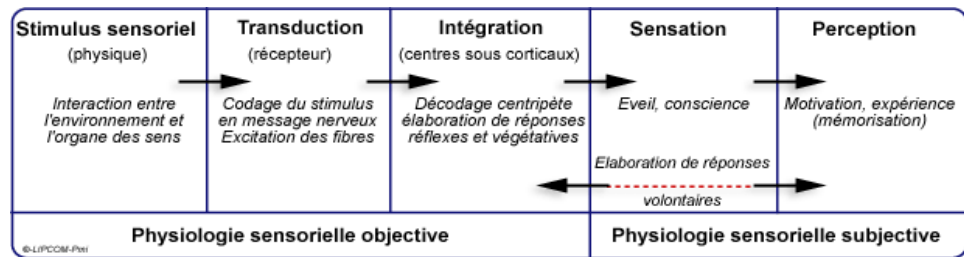 Stimulus sensoriel
(physique)
Interaction entre
l'environnement et
l'organe des sens
Transduction
(récepteur)
Codage du stimulus
en message nerveux
Excitation des fibres
Intégration
(centres sous corticaux)
Décodage centripète
élaboration de réponses
réflexes et végétatives
Sensation
Eveil, conscience
Perception
Motivation, expérience
(mémorisation)
Elaboration de réponses
volontaires
Physiologie sensorielle objective
Physiologie sensorielle subjective
©-LIPCOM-Pini